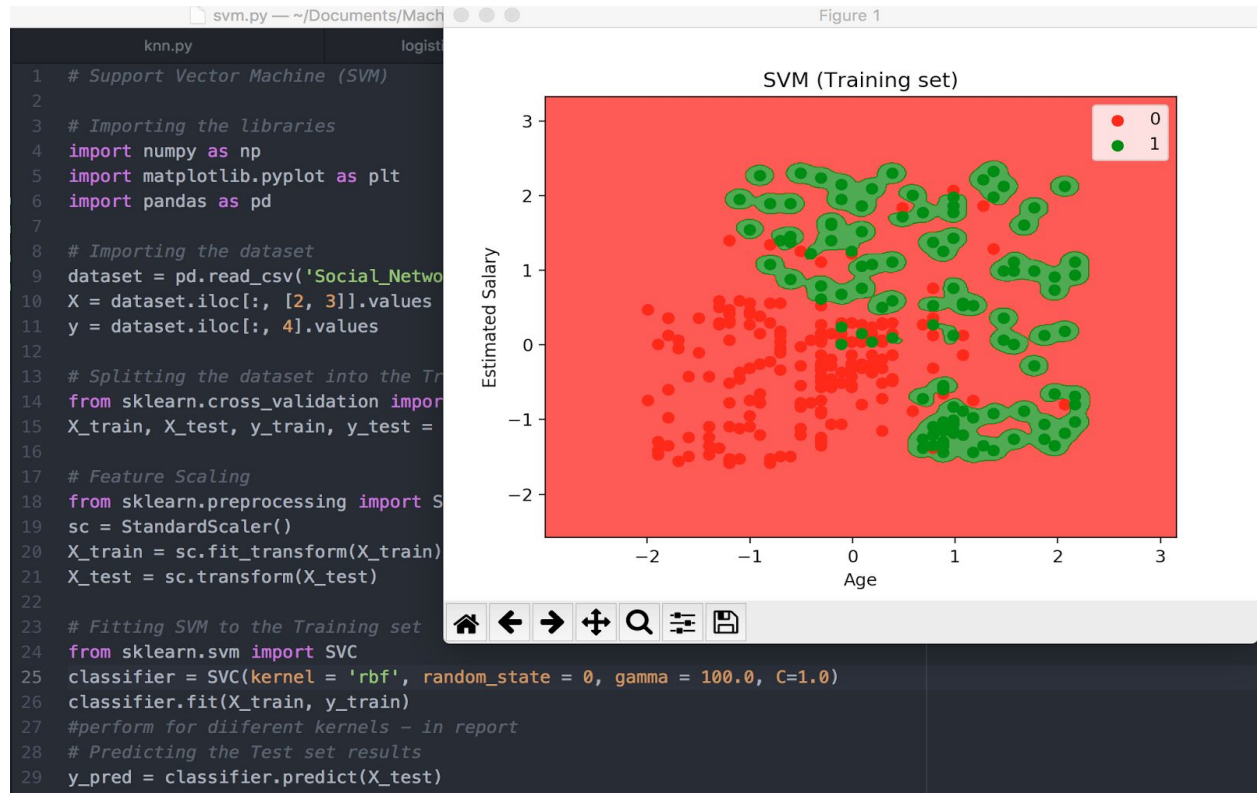 svm.py — ~/Documents/Mach
knn.py
logisti
1 # Support Vector Machine (SVM)
2
3 # Importing the libraries
4 import numpy as np
5 import matplotlib.pyplot as plt
6 import pandas as pd
7
8 # Importing the dataset
9 dataset = pd.read_csv('Social_Netwo
10 X = dataset.iloc[:, [2, 3]].values
11 y = dataset.iloc[:, 4].values
12
13 # Splitting the dataset into the Tr
14 from sklearn.cross_validation impor
15 X_train, X_test, y_train, y_test =
16
17 # Feature Scaling
18 from sklearn.preprocessing import S
19 sc = StandardScaler()
20 X_train = sc.fit_transform(X_train)
21 X_test = sc.transform(X_test)
22
23 # Fitting SVM to the Training set
24 from sklearn.svm import SVC
25 classifier = SVC(kernel = 'rbf', random_state = 0, gamma = 100.0, C=1.0)
26 classifier.fit(X_train, y_train)
27 #perform for diiferent kernels – in report
28 # Predicting the Test set results
29 y_pred = classifier.predict(X_test)
Figure 1
SVM (Training set)
0
1
3
2
1
0
−1
−2
Estimated Salary
−2 −1 0 1 2 3
Age